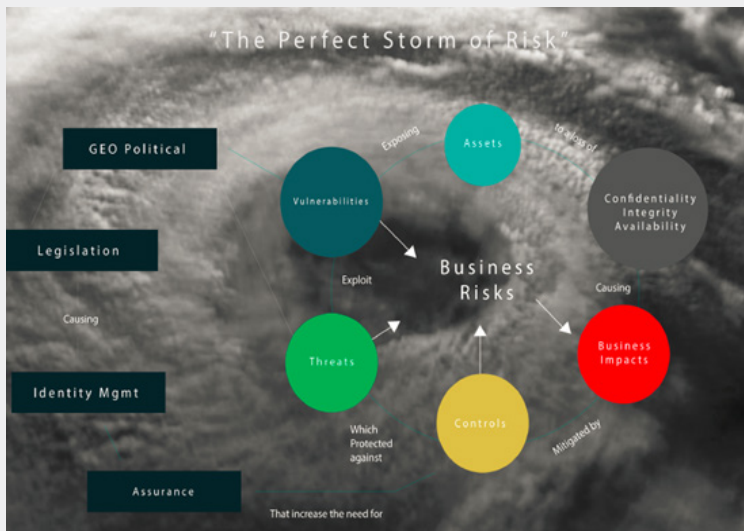 "The Perfect Storm of Risk"
GEO Political
Exposing
Assets
to a loss of
Vulnerabilities
Confidentiality
Integrity
Availability
Legislation
Exploit
Business
Risks
Causing
Causing
Threats
Business
Impacts
Identity Mgmt
Which
Protected
against
Controls
Mitigated by
Assurance
That increase the need for